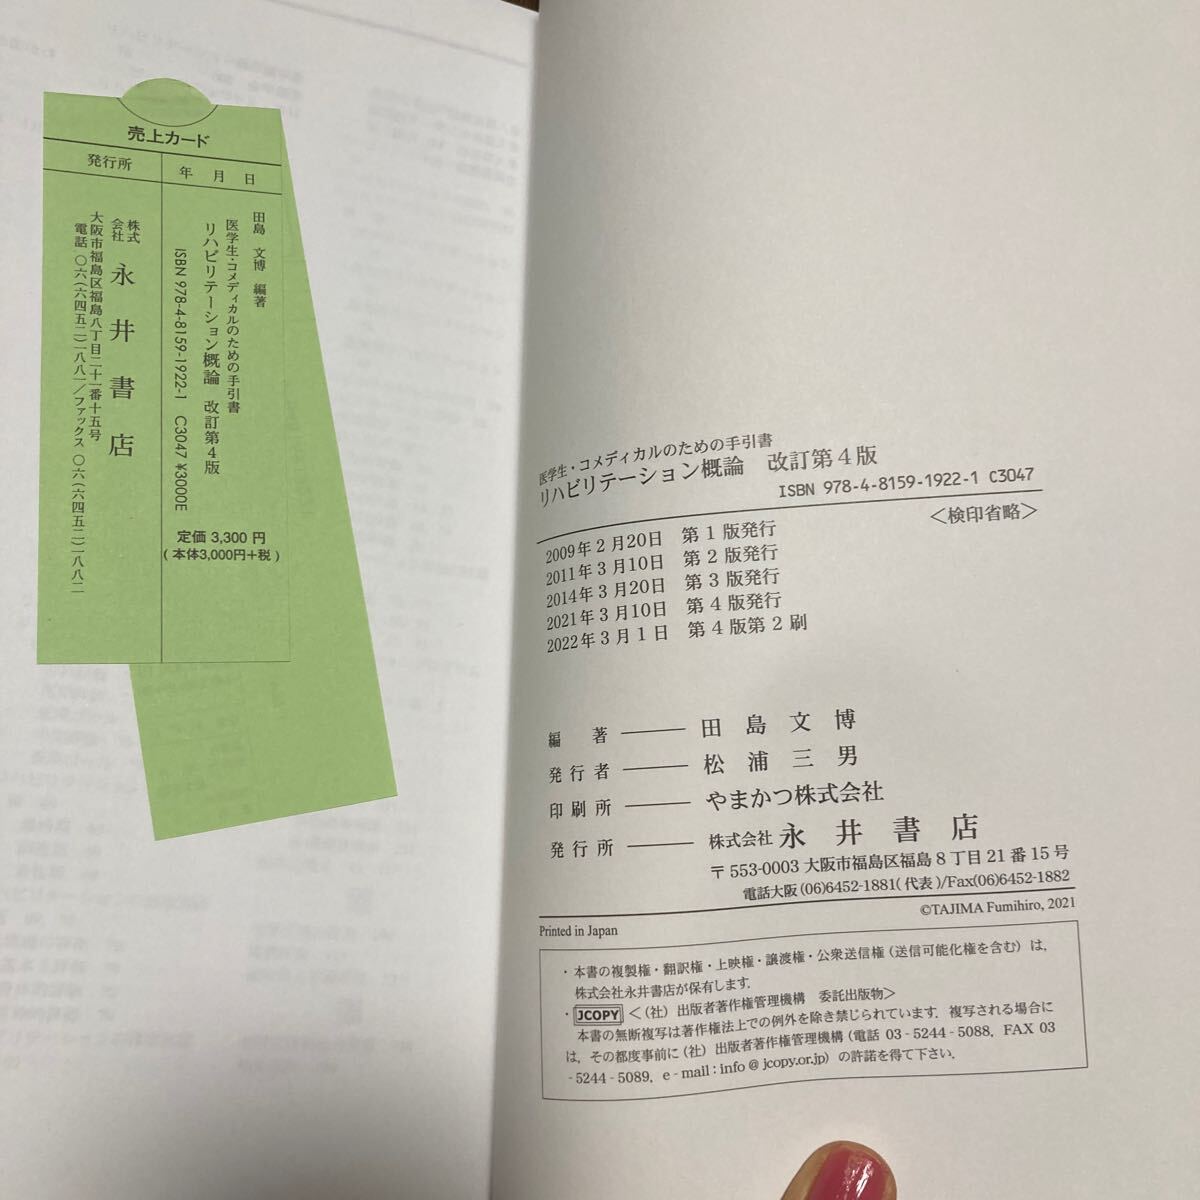 売上カード
発行所
年 月 日
田島 文博 編著
医学生・コメディカルのための手引書
リハビリテーション概論 改訂第4版
ISBN 978-4-8159-1922-1 C3047 ¥3000E
定価 3,300 円
( 本体3,000円+税 )
株式会社 永井書店
大阪市福島区福島八丁目二十一番十五号
電話 〇六(六四五二)一八八一/ファックス 〇六(六四五二)一八八二
医学生・コメディカルのための手引書
リハビリテーション概論 改訂第4版
ISBN 978-4-8159-1922-1 C3047
<検印省略>
2009年2月20日 第1版発行
2011年3月10日 第2版発行
2014年3月20日 第3版発行
2021年3月10日 第4版発行
2022年3月1日 第4版第2刷
編著 — 田島文博
発行者 — 松浦三男
印刷所 — やまかつ株式会社
発行所 — 株式会社 永井書店
〒553-0003 大阪市福島区福島8丁目21番15号
電話大阪(06)6452-1881(代表)/Fax(06)6452-1882
©TAJIMA Fumihiro, 2021
Printed in Japan
・本書の複製権・翻訳権・上映権・譲渡権・公衆送信権(送信可能化権を含む)は,
株式会社永井書店が保有します.
・JCOPY <(社)出版者著作権管理機構 委託出版物>
本書の無断複写は著作権法上での例外を除き禁じられています. 複写される場合に
は, その都度事前に(社)出版者著作権管理機構(電話 03-5244-5088, FAX 03
-5244-5089, e-mail:info@jcopy.or.jp)の許諾を得て下さい.